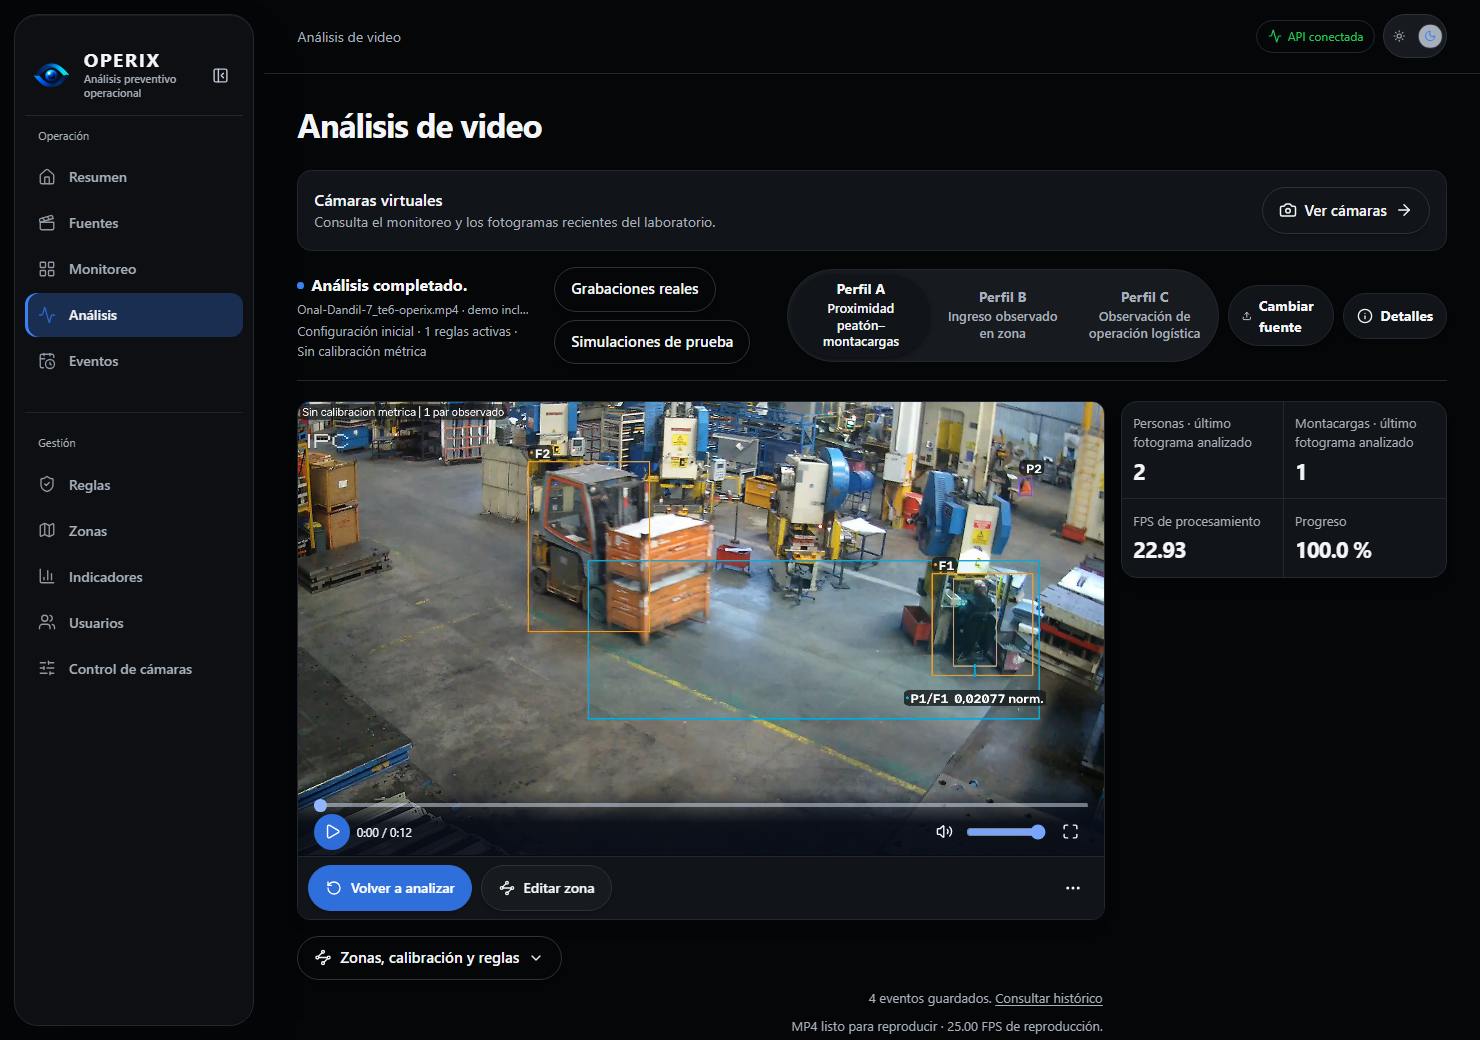 OPERIX
Análisis preventivo
operacional
Operación
Resumen
Fuentes
Monitoreo
Análisis
Eventos
Gestión
Reglas
Zonas
Indicadores
Usuarios
Control de cámaras
Análisis de video
API conectada
Análisis de video
Cámaras virtuales
Consulta el monitoreo y los fotogramas recientes del laboratorio.
Ver cámaras
Análisis completado.
Onal-Dandil-7_te6-operix.mp4 · demo incl...
Configuración inicial · 1 reglas activas ·
Sin calibración métrica
Grabaciones reales
Simulaciones de prueba
Perfil A
Proximidad
peatón–
montacargas
Perfil B
Ingreso observado
en zona
Perfil C
Observación de
operación logística
Cambiar
fuente
Detalles
Sin calibracion metrica | 1 par observado
IPC
F2
P2
F1
P1/F1 0,02077 norm.
0:00 / 0:12
Volver a analizar
Editar zona
Personas · último
fotograma analizado
2
Montacargas · último
fotograma analizado
1
FPS de procesamiento
22.93
Progreso
100.0 %
Zonas, calibración y reglas
4 eventos guardados. Consultar histórico
MP4 listo para reproducir · 25.00 FPS de reproducción.